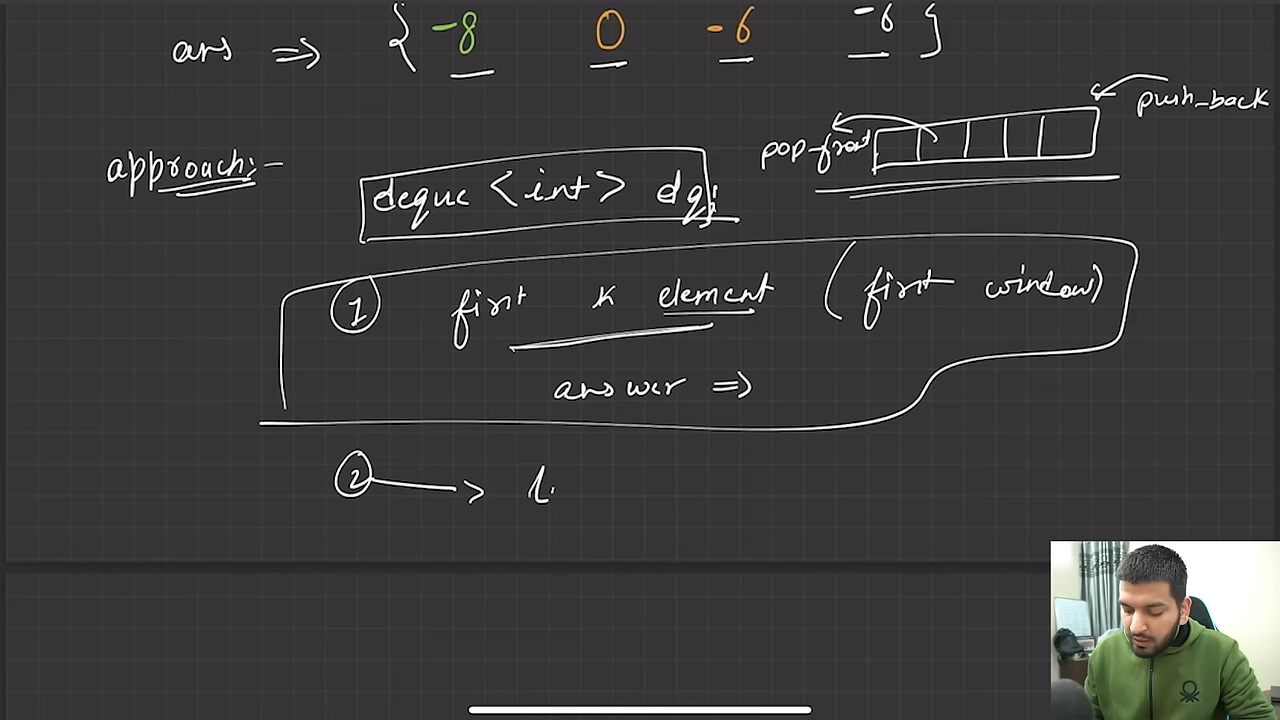 ans ⇒ { -8 0 -6 -6 }
push_back
pop_front
approach:-
deque <int> dq;
1 first K element (first window)
answer ⇒
2 →